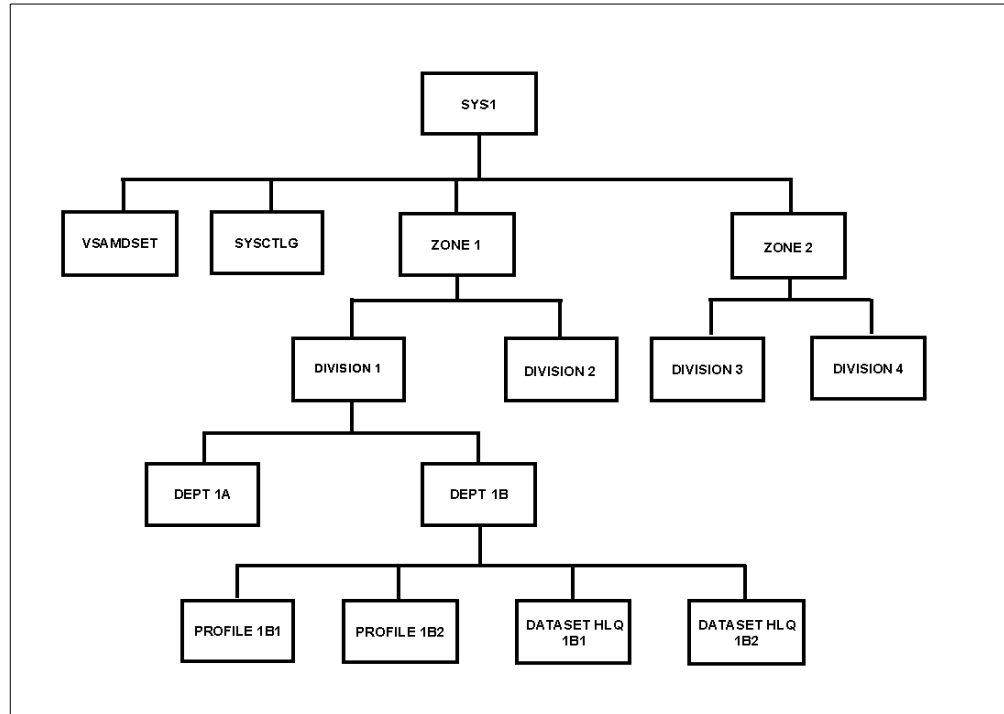 SYS1
VSAMDSET
SYSCTLG
ZONE 1
ZONE 2
DIVISION 1
DIVISION 2
DIVISION 3
DIVISION 4
DEPT 1A
DEPT 1B
PROFILE 1B1
PROFILE 1B2
DATASET HLQ
1B1
DATASET HLQ
1B2